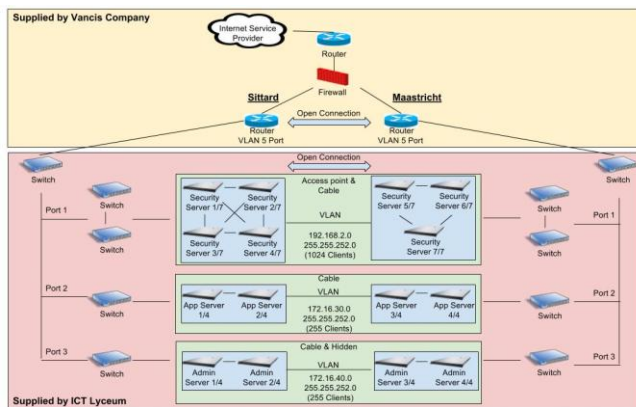 Supplied by Vancis Company
Internet Service
Provider
Router
Firewall
Sittard
Maastricht
Open Connection
Router
VLAN 5 Port
Router
VLAN 5 Port
Open Connection
Switch
Switch
Access point &
Cable
Security
Server 1/7
Security
Server 2/7
Security
Server 5/7
Security
Server 6/7
Port 1
Switch
VLAN
Switch
Port 1
192.168.2.0
255.255.252.0
(1024 Clients)
Security
Server 3/7
Security
Server 4/7
Security
Server 7/7
Switch
Switch
Cable
VLAN
Port 2
App Server
1/4
App Server
2/4
172.16.30.0
255.255.252.0
(255 Clients)
App Server
3/4
App Server
4/4
Port 2
Switch
Switch
Cable & Hidden
VLAN
Port 3
Admin
Server 1/4
Admin
Server 2/4
172.16.40.0
255.255.252.0
(255 Clients)
Admin
Server 3/4
Admin
Server 4/4
Port 3
Switch
Switch
Supplied by ICT Lyceum